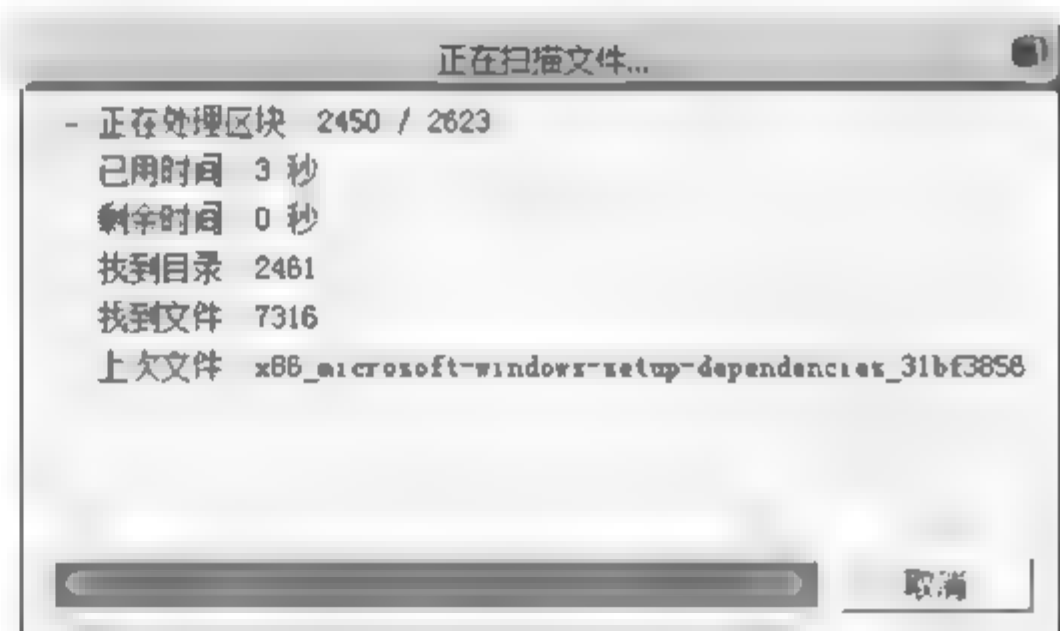 正在扫描文件...
- 正在处理区块 2450 / 2623
已用时间 3 秒
剩余时间 0 秒
找到目录 2461
找到文件 7316
上次文件 x86_microsoft-windows-setup-dependencies_31bf3856
取消